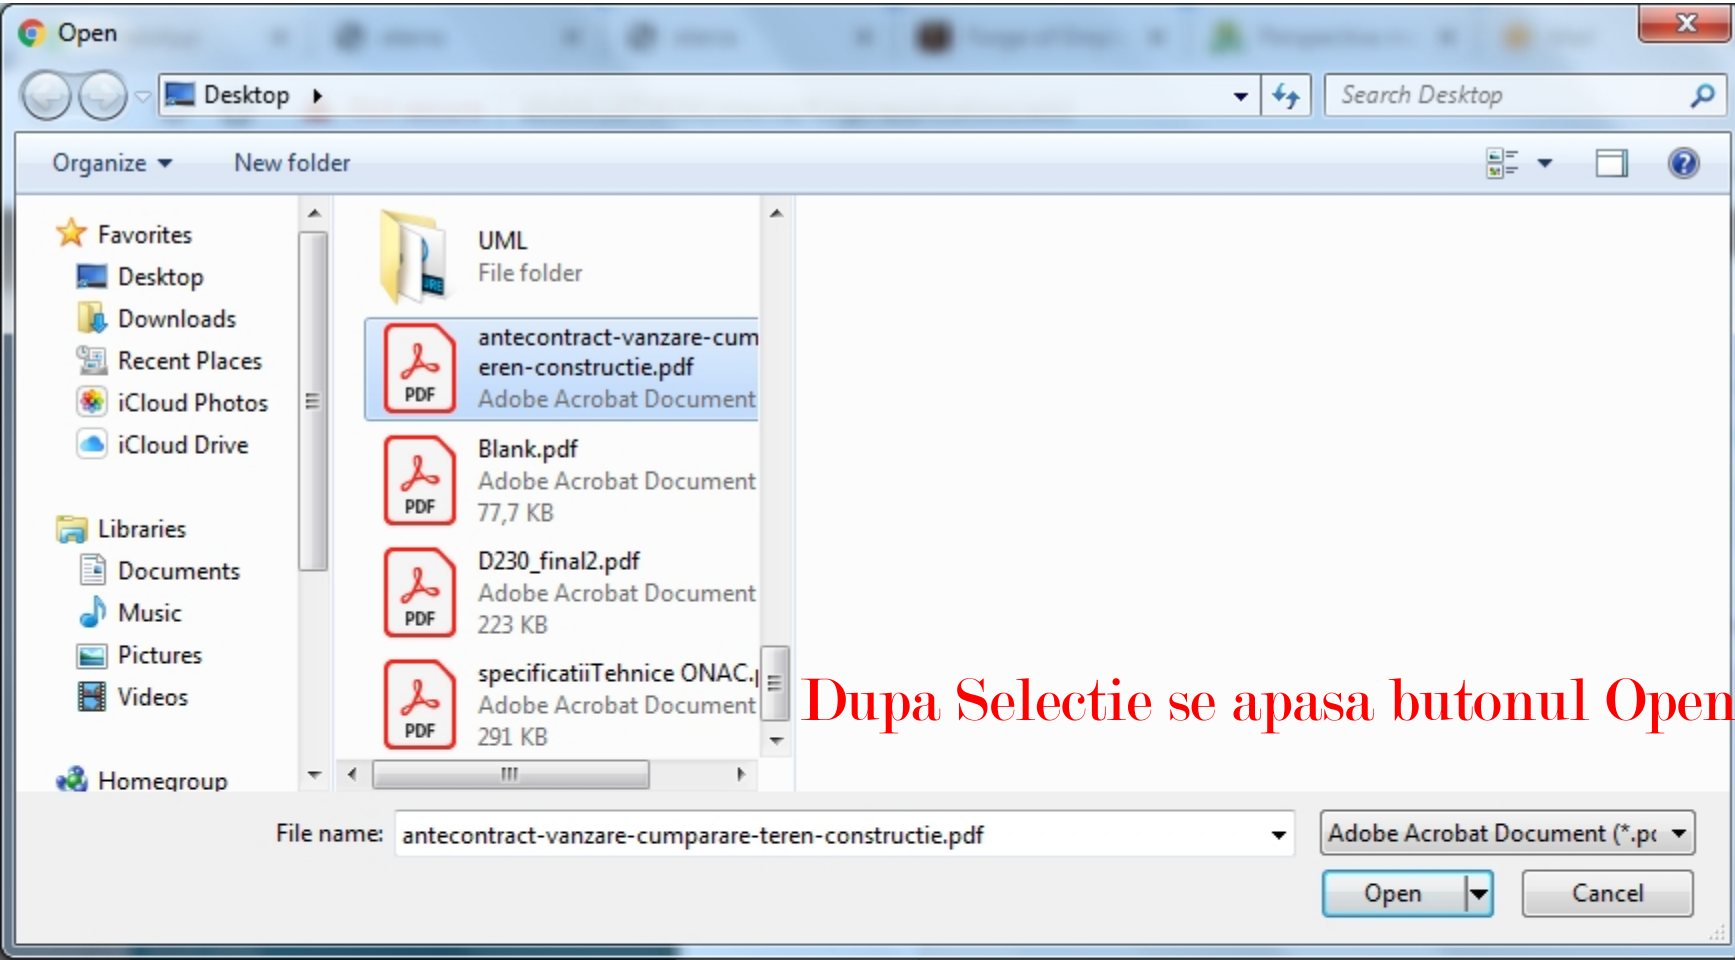 Open
Desktop
Search Desktop
Organize
New folder
Favorites
Desktop
Downloads
Recent Places
iCloud Photos
iCloud Drive
Libraries
Documents
Music
Pictures
Videos
Homegroup
UML
File folder
antecontract-vanzare-cum
eren-constructie.pdf
Adobe Acrobat Document
PDF
Blank.pdf
Adobe Acrobat Document
77,7 KB
PDF
D230_final2.pdf
Adobe Acrobat Document
223 KB
PDF
specificatiiTehnice ONAC.p
Adobe Acrobat Document
291 KB
PDF
Dupa Selectie se apasa butonul Open
File name: antecontract-vanzare-cumparare-teren-constructie.pdf
Adobe Acrobat Document (*.pd
Open
Cancel